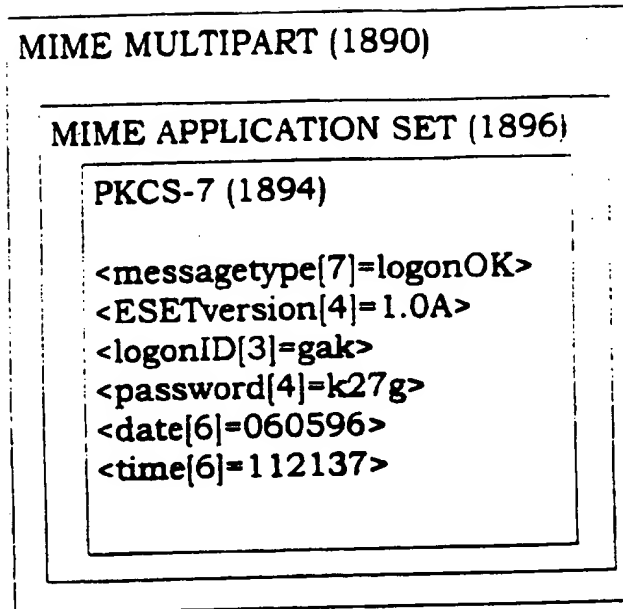 MIME MULTIPART (1890)
MIME APPLICATION SET (1896)
PKCS-7 (1894)
<messagetype[7]=logonOK>
<ESETversion[4]=1.0A>
<logonID[3]=gak>
<password[4]=k27g>
<date[6]=060596>
<time[6]=112137>